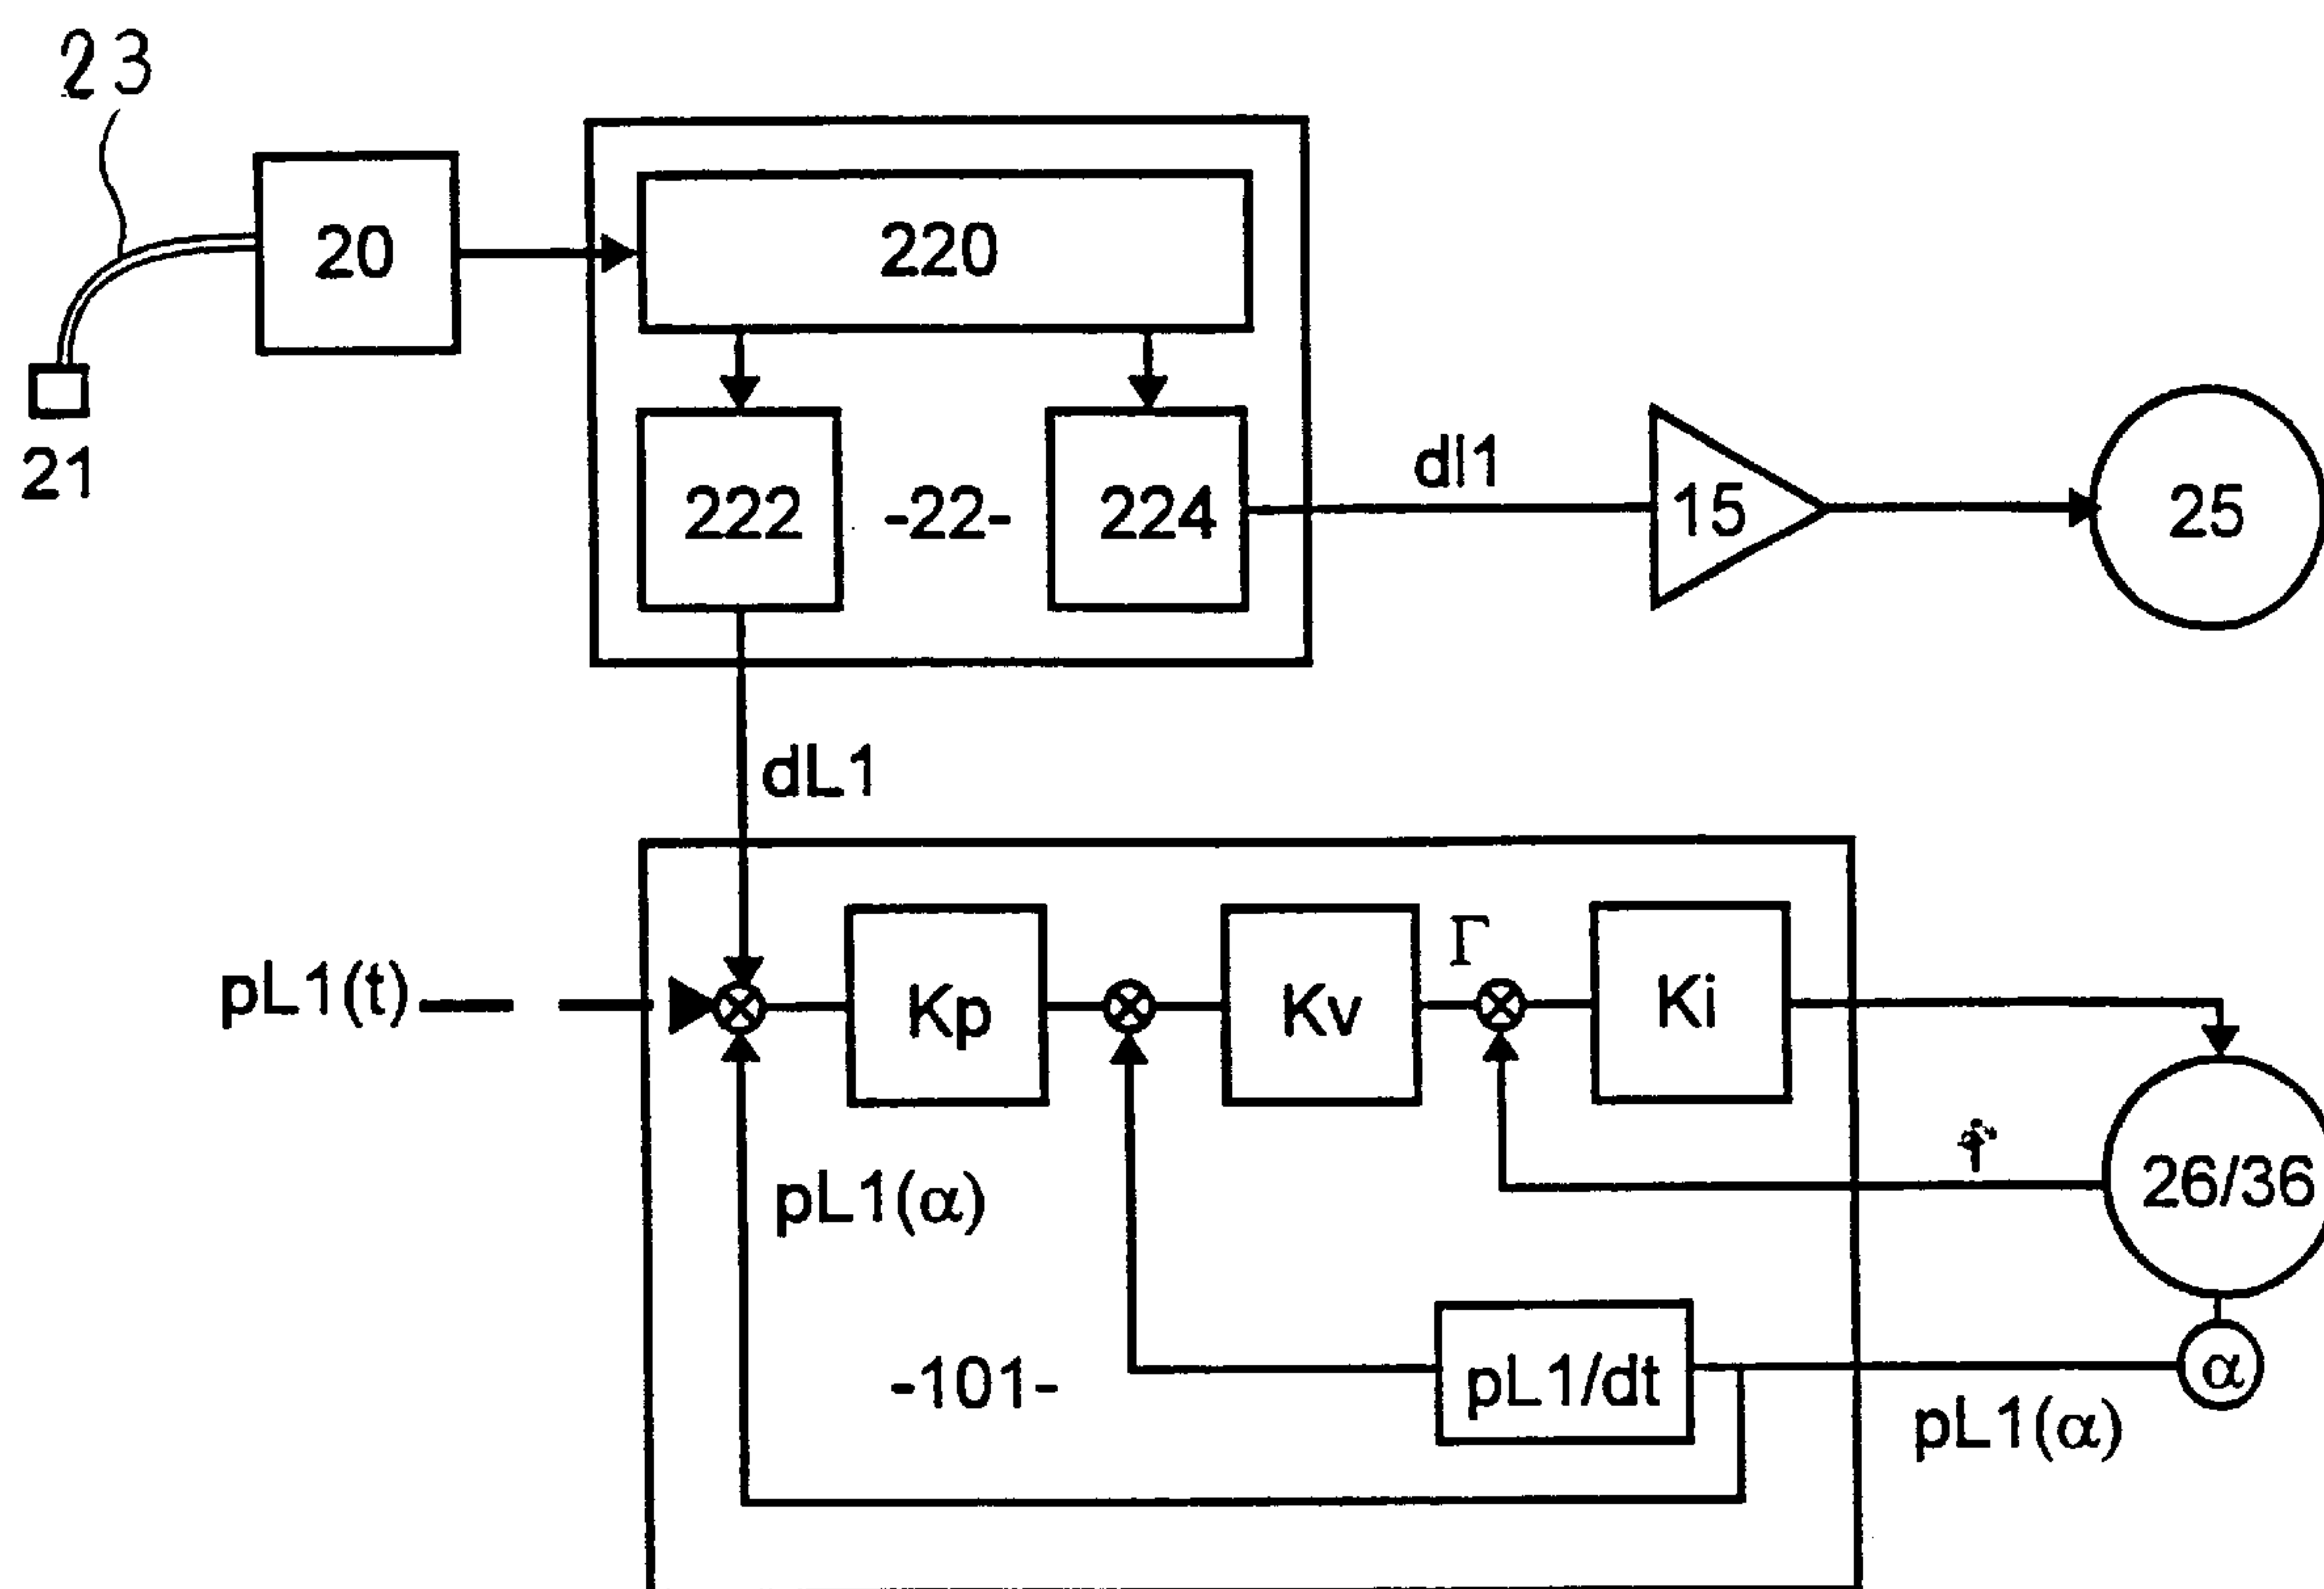 23
20
220
21
222
-22-
224
dl1
15
25
dL1
pL1(t)
Kp
Kv
Γ
Ki
26/36
pL1(α)
-101-
pL1/dt
α
pL1(α)